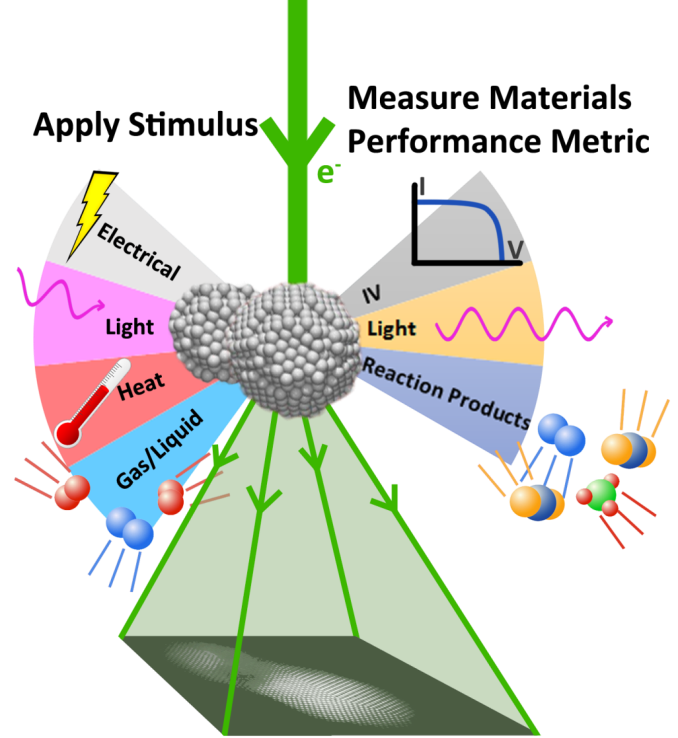 Apply Stimulus
Measure Materials
Performance Metric
e-
Electrical
Light
Heat
Gas/Liquid
I
V
IV
Light
Reaction Products